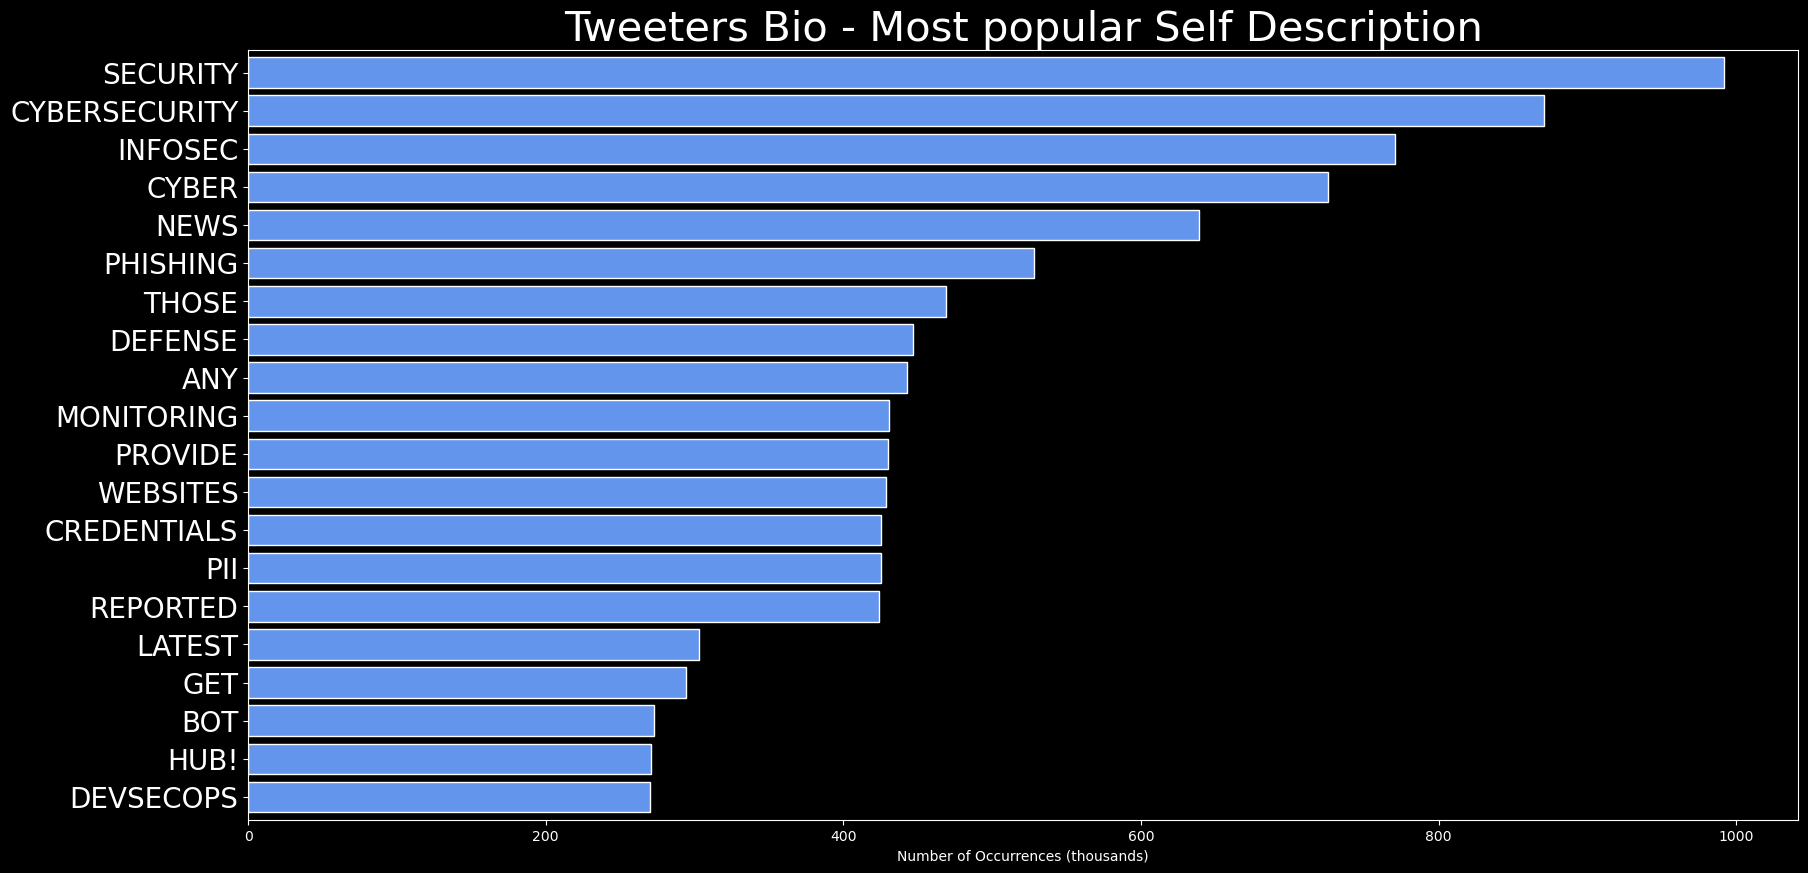 Tweeters Bio - Most popular Self Description
SECURITY
CYBERSECURITY
INFOSEC
CYBER
NEWS
PHISHING
THOSE
DEFENSE
ANY
MONITORING
PROVIDE
WEBSITES
CREDENTIALS
PII
REPORTED
LATEST
GET
BOT
HUB!
DEVSECOPS
0 200 400 600 800 1000
Number of Occurrences (thousands)